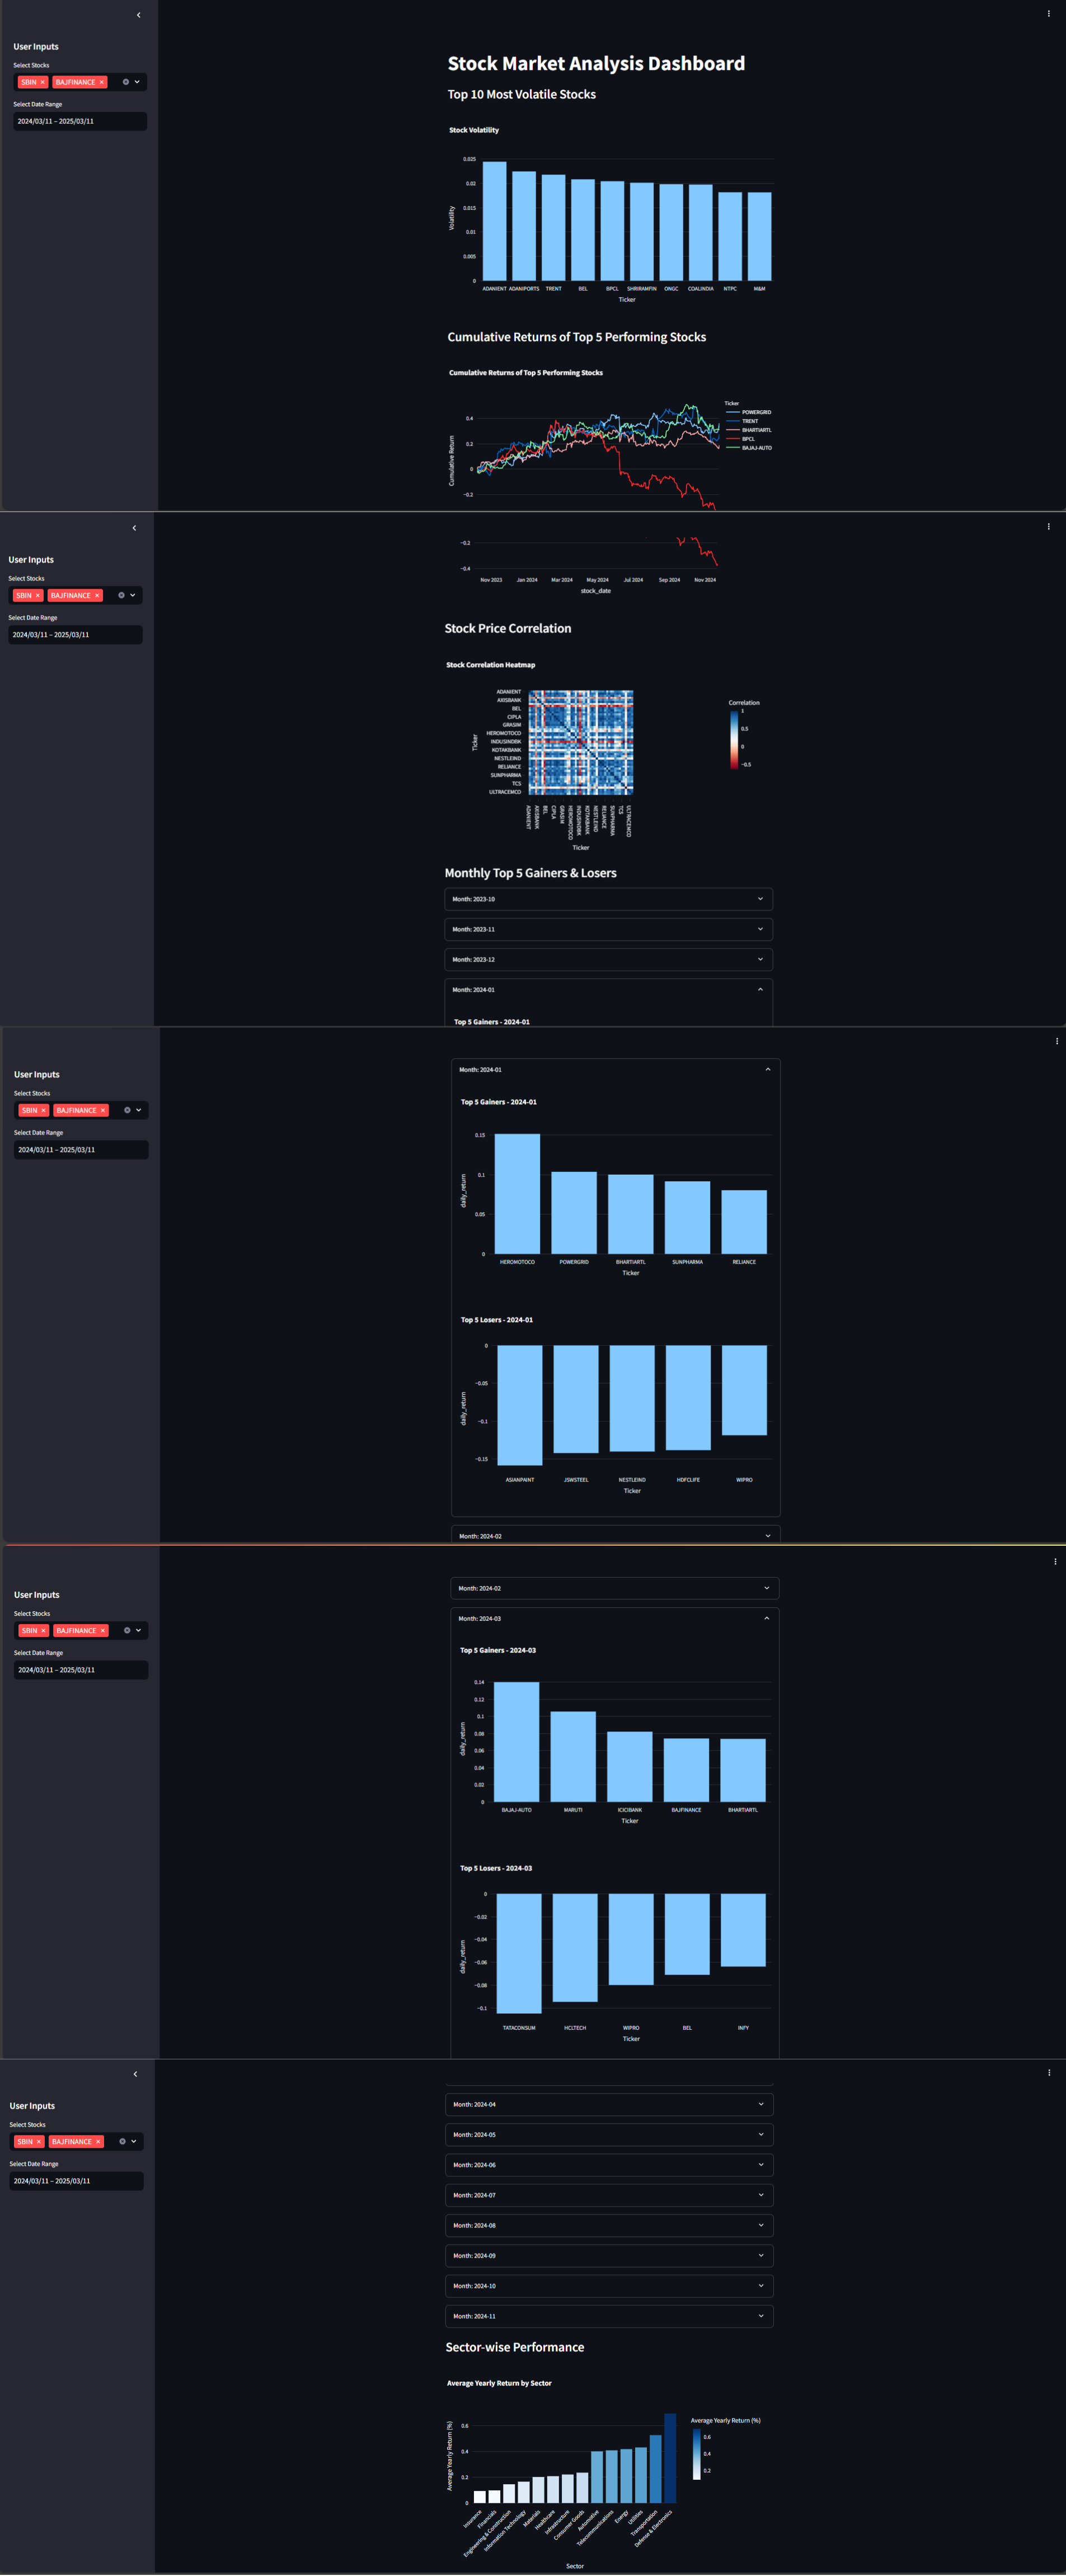 User Inputs
Select Stocks
SBIN × BAJFINANCE ×
Select Date Range
2024/03/11 – 2025/03/11
Stock Market Analysis Dashboard
Top 10 Most Volatile Stocks
Stock Volatility
0.025
0.02
0.015
0.01
0.005
0
Volatility
ADANIENT ADANIPORTS TRENT BEL BPCL SHRIRAMFIN ONGC COALINDIA NTPC M&M
Ticker
Cumulative Returns of Top 5 Performing Stocks
Cumulative Returns of Top 5 Performing Stocks
0.4
0.2
0
−0.2
Cumulative Return
Ticker
POWERGRID
TRENT
BHARTIARTL
BPCL
BAJAJ-AUTO
User Inputs
Select Stocks
SBIN × BAJFINANCE ×
Select Date Range
2024/03/11 – 2025/03/11
−0.2
−0.4
Nov 2023 Jan 2024 Mar 2024 May 2024 Jul 2024 Sep 2024 Nov 2024
stock_date
Stock Price Correlation
Stock Correlation Heatmap
ADANIENT
AXISBANK
BEL
CIPLA
GRASIM
HEROMOTOCO
INDUSINDBK
KOTAKBANK
NESTLEIND
RELIANCE
SUNPHARMA
TCS
ULTRACEMCO
Ticker
ADANIENT
AXISBANK
BEL
CIPLA
GRASIM
HEROMOTOCO
INDUSINDBK
KOTAKBANK
NESTLEIND
RELIANCE
SUNPHARMA
TCS
ULTRACEMCO
Ticker
Correlation
1
0.5
0
−0.5
Monthly Top 5 Gainers & Losers
Month: 2023-10
Month: 2023-11
Month: 2023-12
Month: 2024-01
Top 5 Gainers - 2024-01
User Inputs
Select Stocks
SBIN × BAJFINANCE ×
Select Date Range
2024/03/11 – 2025/03/11
Month: 2024-01
Top 5 Gainers - 2024-01
0.15
0.1
0.05
0
daily_return
HEROMOTOCO POWERGRID BHARTIARTL SUNPHARMA RELIANCE
Ticker
Top 5 Losers - 2024-01
0
−0.05
−0.1
−0.15
daily_return
ASIANPAINT JSWSTEEL NESTLEIND HDFCLIFE WIPRO
Ticker
Month: 2024-02
User Inputs
Select Stocks
SBIN × BAJFINANCE ×
Select Date Range
2024/03/11 – 2025/03/11
Month: 2024-02
Month: 2024-03
Top 5 Gainers - 2024-03
0.14
0.12
0.1
0.08
0.06
0.04
0.02
0
daily_return
BAJAJ-AUTO MARUTI ICICIBANK BAJFINANCE BHARTIARTL
Ticker
Top 5 Losers - 2024-03
0
−0.02
−0.04
−0.06
−0.08
−0.1
daily_return
TATACONSUM HCLTECH WIPRO BEL INFY
Ticker
User Inputs
Select Stocks
SBIN × BAJFINANCE ×
Select Date Range
2024/03/11 – 2025/03/11
Month: 2024-04
Month: 2024-05
Month: 2024-06
Month: 2024-07
Month: 2024-08
Month: 2024-09
Month: 2024-10
Month: 2024-11
Sector-wise Performance
Average Yearly Return by Sector
0.6
0.4
0.2
0
Average Yearly Return (%)
Insurance
Financials
Engineering & Construction
Information Technology
Materials
Healthcare
Infrastructure
Consumer Goods
Automotive
Telecommunications
Energy
Utilities
Transportation
Defense & Electronics
Sector
Average Yearly Return (%)
0.6
0.4
0.2